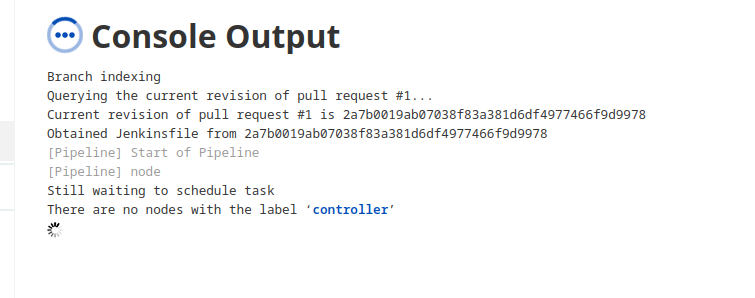 Console Output
Branch indexing
Querying the current revision of pull request #1...
Current revision of pull request #1 is 2a7b0019ab07038f83a381d6df4977466f9d9978
Obtained Jenkinsfile from 2a7b0019ab07038f83a381d6df4977466f9d9978
[Pipeline] Start of Pipeline
[Pipeline] node
Still waiting to schedule task
There are no nodes with the label ‘controller’